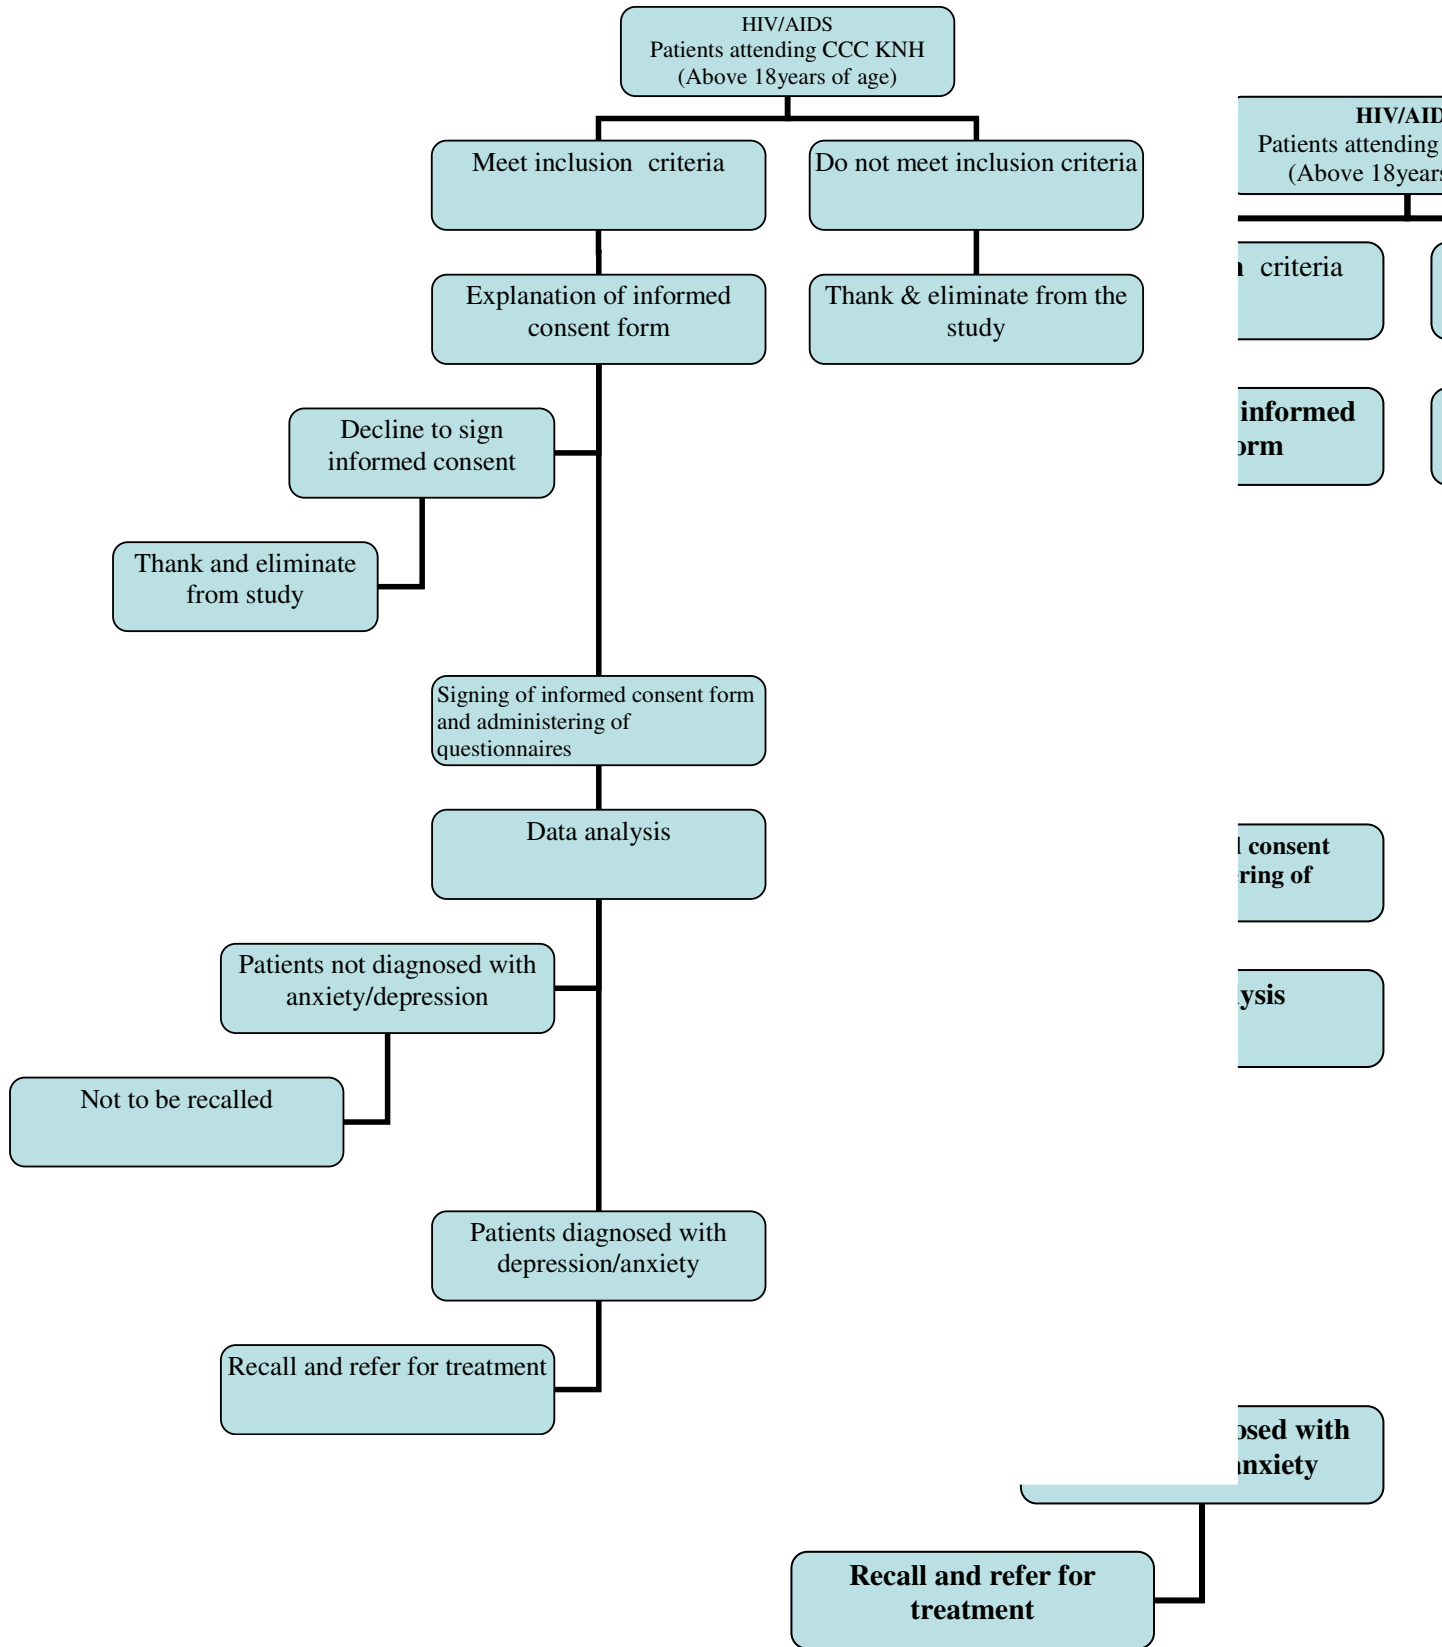 HIV/AIDS
Patients attending CCC KNH
(Above 18years of age)
Meet inclusion criteria
Do not meet inclusion criteria
Explanation of informed
consent form
Thank & eliminate from the
study
Decline to sign
informed consent
Thank and eliminate
from study
Signing of informed consent form
and administering of
questionnaires
Data analysis
Patients not diagnosed with
anxiety/depression
Not to be recalled
Patients diagnosed with
depression/anxiety
Recall and refer for treatment
Patients attending
(Above
criteria
informed
consent
of
with
anxiety
Recall and refer for
treatment